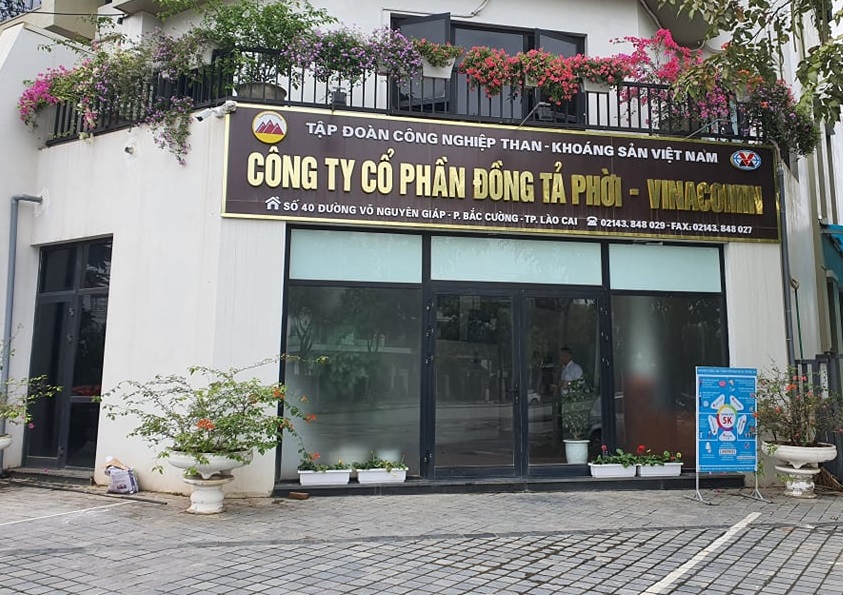 TẬP ĐOÀN CÔNG NGHIỆP THAN - KHOÁNG SẢN VIỆT NAM
CÔNG TY CỔ PHẦN ĐỒNG TẢ PHỜI - VINACOMIN
SỐ 40 ĐƯỜNG VÕ NGUYÊN GIÁP - P. BẮC CƯỜNG - TP. LÀO CAI ☎ 02143. 848 029 - FAX: 02143. 848 027
5K